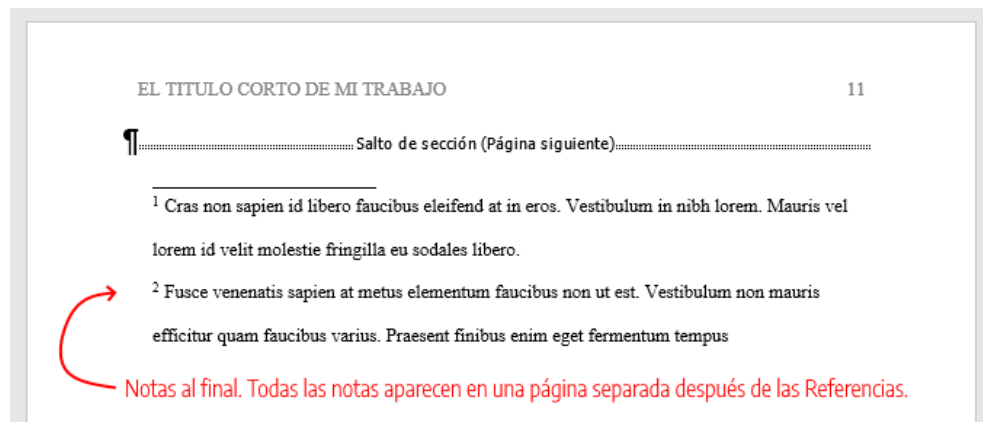 EL TITULO CORTO DE MI TRABAJO 11
¶ Salto de sección (Página siguiente)
1 Cras non sapien id libero faucibus eleifend at in eros. Vestibulum in nibh lorem. Mauris vel
lorem id velit molestie fringilla eu sodales libero.
2 Fusce venenatis sapien at metus elementum faucibus non ut est. Vestibulum non mauris
efficitur quam faucibus varius. Praesent finibus enim eget fermentum tempus
Notas al final. Todas las notas aparecen en una página separada después de las Referencias.